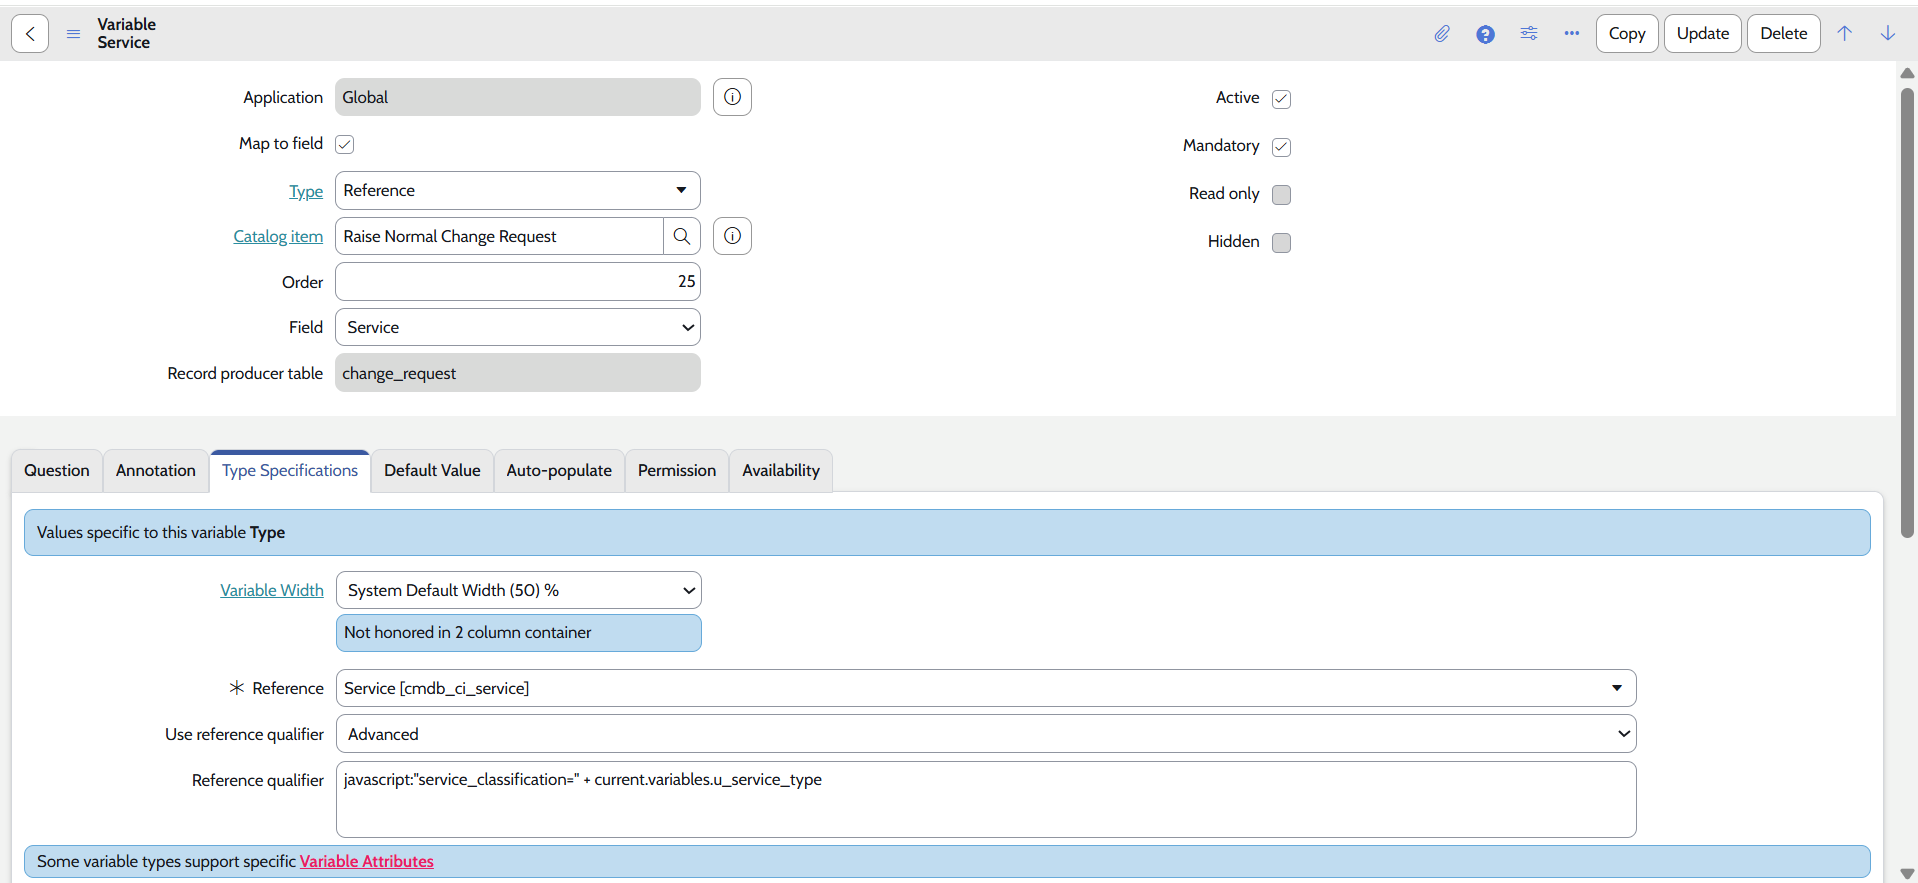 Variable
Service
Copy
Update
Delete
Application
Global
Active
Map to field
Mandatory
Type
Reference
Read only
Catalog item
Raise Normal Change Request
Hidden
Order
25
Field
Service
Record producer table
change_request
Question
Annotation
Type Specifications
Default Value
Auto-populate
Permission
Availability
Values specific to this variable Type
Variable Width
System Default Width (50) %
Not honored in 2 column container
Reference
Service [cmdb_ci_service]
Use reference qualifier
Advanced
Reference qualifier
javascript:"service_classification=" + current.variables.u_service_type
Some variable types support specific Variable Attributes